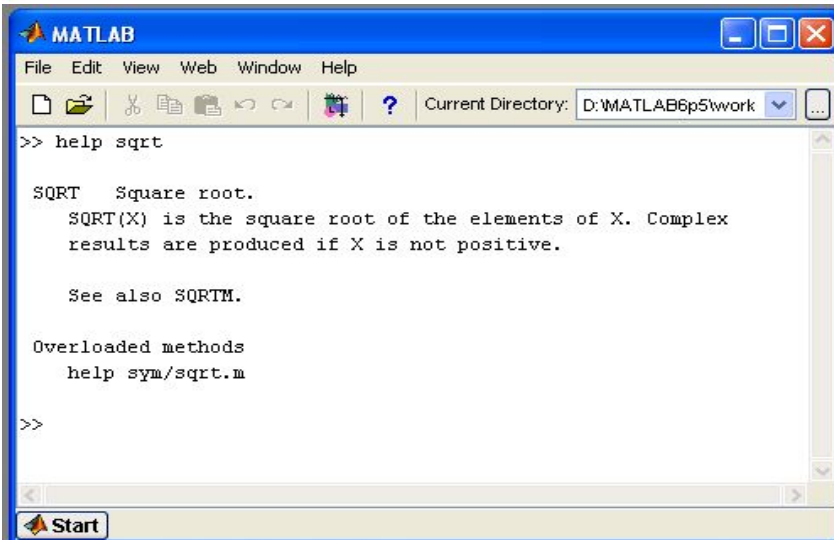 MATLAB
File Edit View Web Window Help
? Current Directory: D:\MATLAB6p5\work ...
>> help sqrt
SQRT Square root.
SQRT(X) is the square root of the elements of X. Complex
results are produced if X is not positive.
See also SQRTM.
Overloaded methods
help sym/sqrt.m
>>
Start